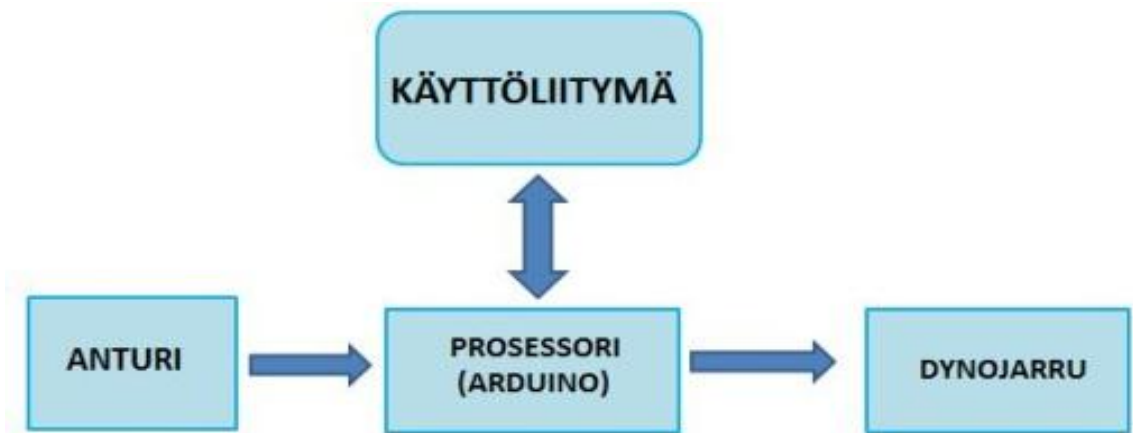 KÄYTTÖLIITYMÄ
ANTURI
PROSESSORI
(ARDUINO)
DYNOJARRU